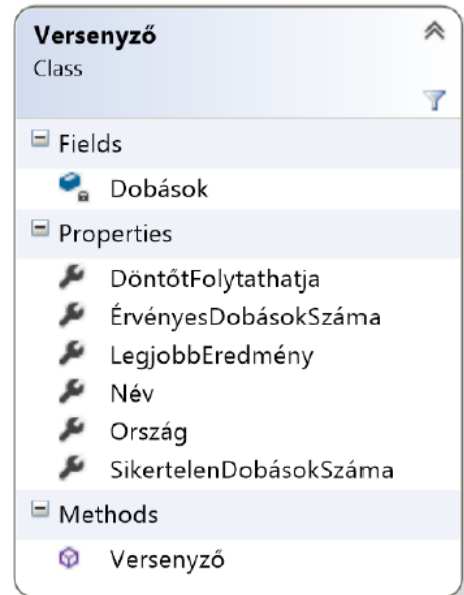 Versenyző
Class
Fields
Dobások
Properties
DöntőtFolytathatja
ÉrvényesDobásokSzáma
LegjobbEredmény
Név
Ország
SikertelenDobásokSzáma
Methods
Versenyző